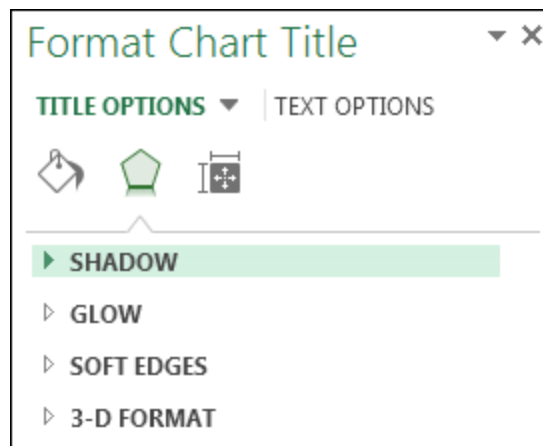 Format Chart Title
TITLE OPTIONS TEXT OPTIONS
SHADOW
GLOW
SOFT EDGES
3-D FORMAT